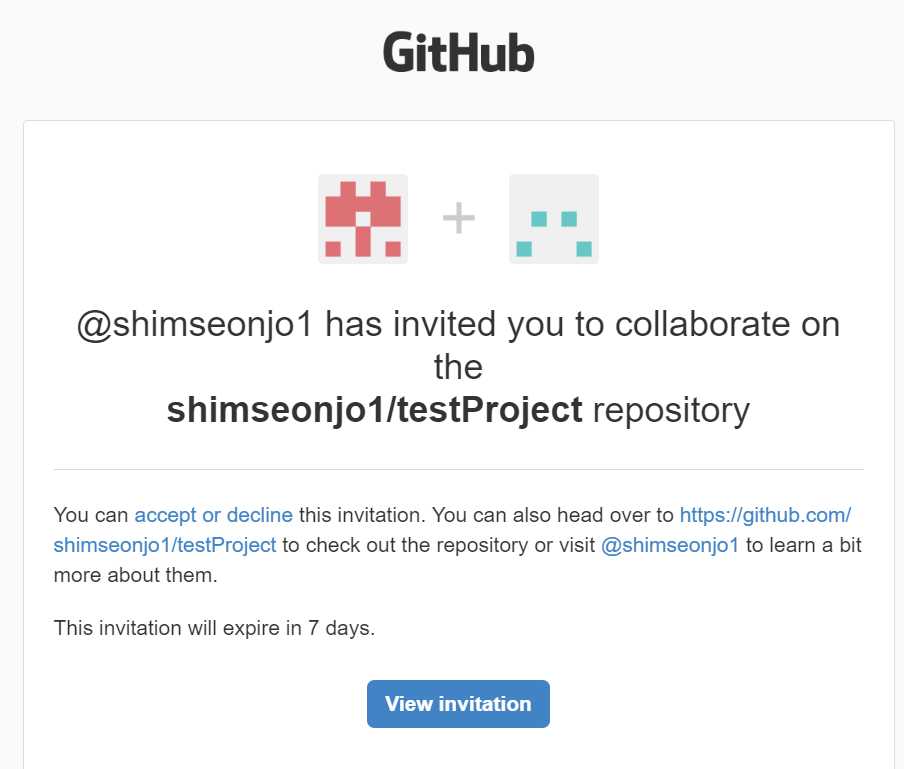 GitHub
@shimseonjo1 has invited you to collaborate on
the
shimseonjo1/testProject repository
You can accept or decline this invitation. You can also head over to https://github.com/
shimseonjo1/testProject to check out the repository or visit @shimseonjo1 to learn a bit
more about them.
This invitation will expire in 7 days.
View invitation